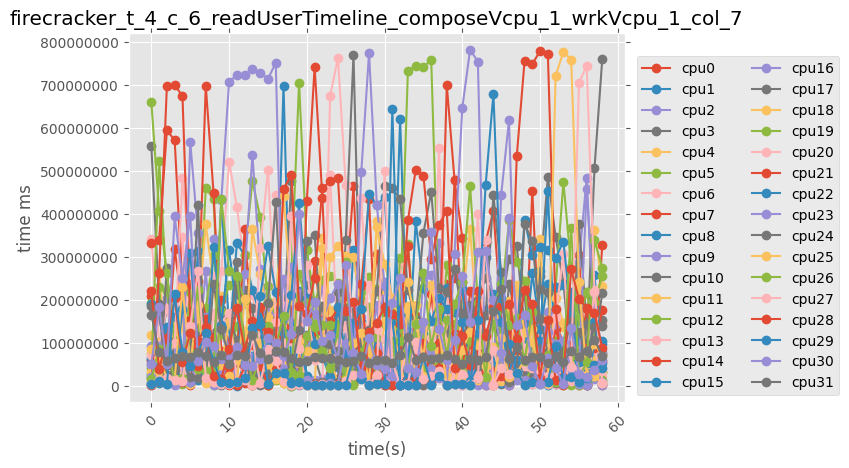 firecracker_t_4_c_6_readUserTimeline_composeVcpu_1_wrkVcpu_1_col_7
800000000
700000000
600000000
500000000
400000000
300000000
200000000
100000000
0
time ms
0
10
20
30
40
50
60
time(s)
cpu0
cpu1
cpu2
cpu3
cpu4
cpu5
cpu6
cpu7
cpu8
cpu9
cpu10
cpu11
cpu12
cpu13
cpu14
cpu15
cpu16
cpu17
cpu18
cpu19
cpu20
cpu21
cpu22
cpu23
cpu24
cpu25
cpu26
cpu27
cpu28
cpu29
cpu30
cpu31